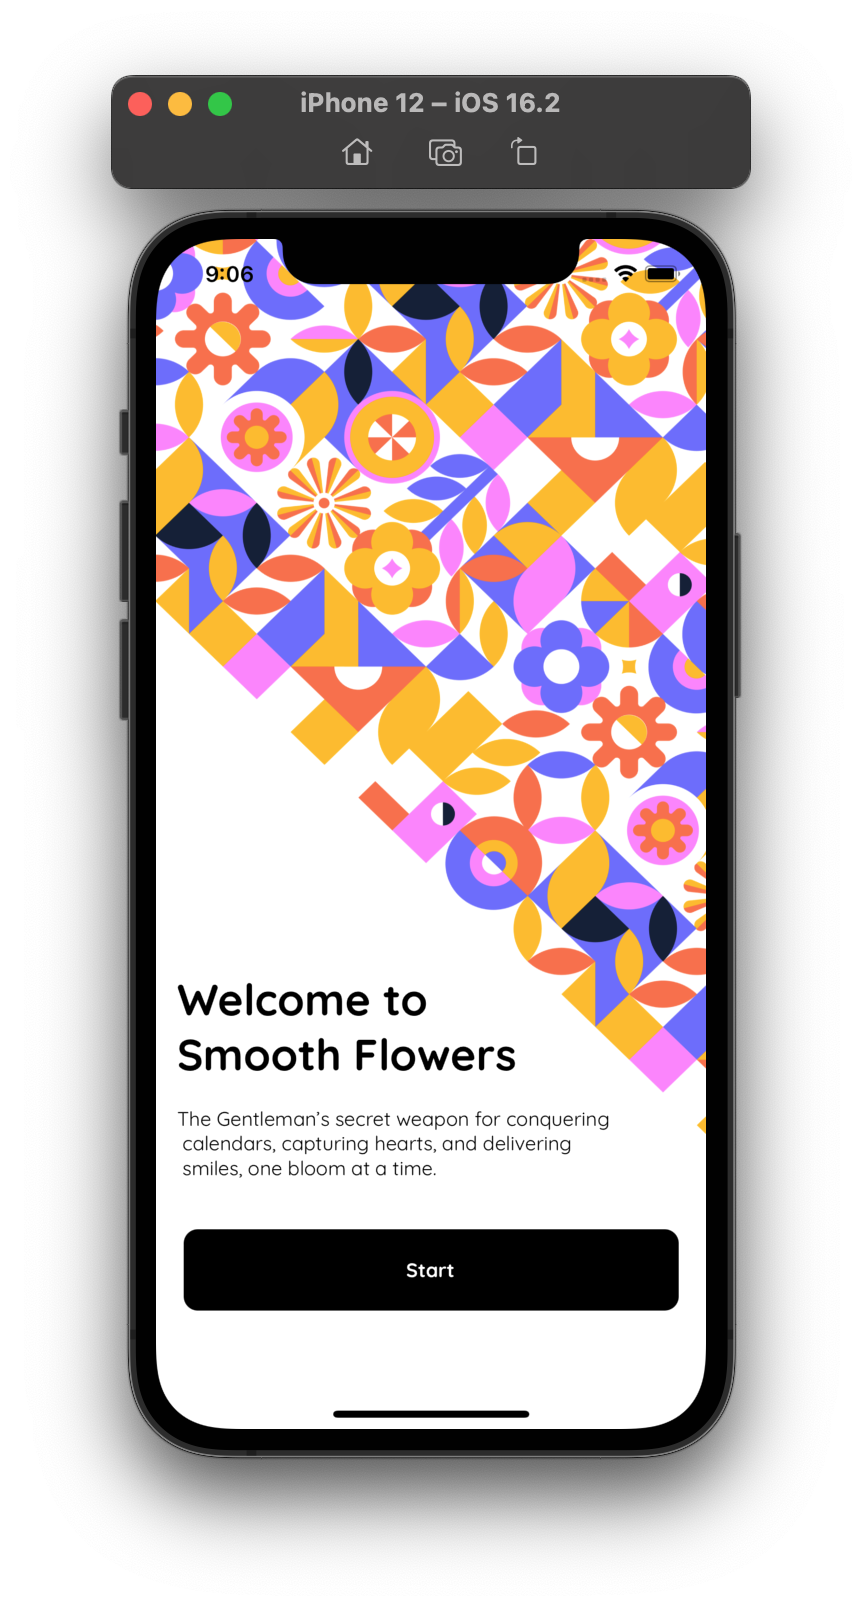 iPhone 12 – iOS 16.2
9:06
Welcome to
Smooth Flowers
The Gentleman’s secret weapon for conquering
calendars, capturing hearts, and delivering
smiles, one bloom at a time.
Start